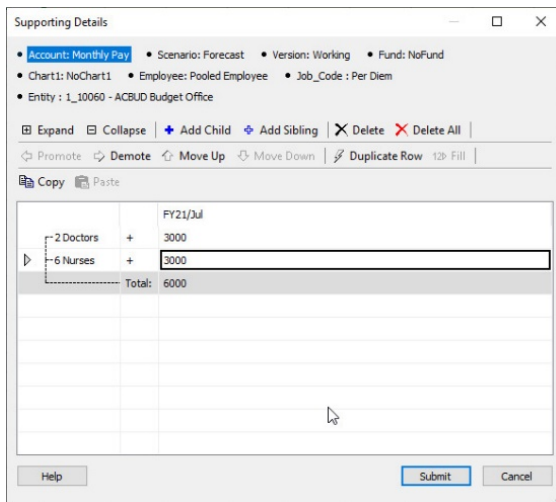 Supporting Details
• Account: Monthly Pay • Scenario: Forecast • Version: Working • Fund: NoFund
• Chart1: NoChart1 • Employee: Pooled Employee • Job_Code : Per Diem
• Entity : 1_10060 - ACBUD Budget Office
Expand Collapse Add Child Add Sibling Delete Delete All
Promote Demote Move Up Move Down Duplicate Row Fill
Copy Paste
FY21/Jul
2 Doctors + 3000
6 Nurses + 3000
Total: 6000
Help Submit Cancel